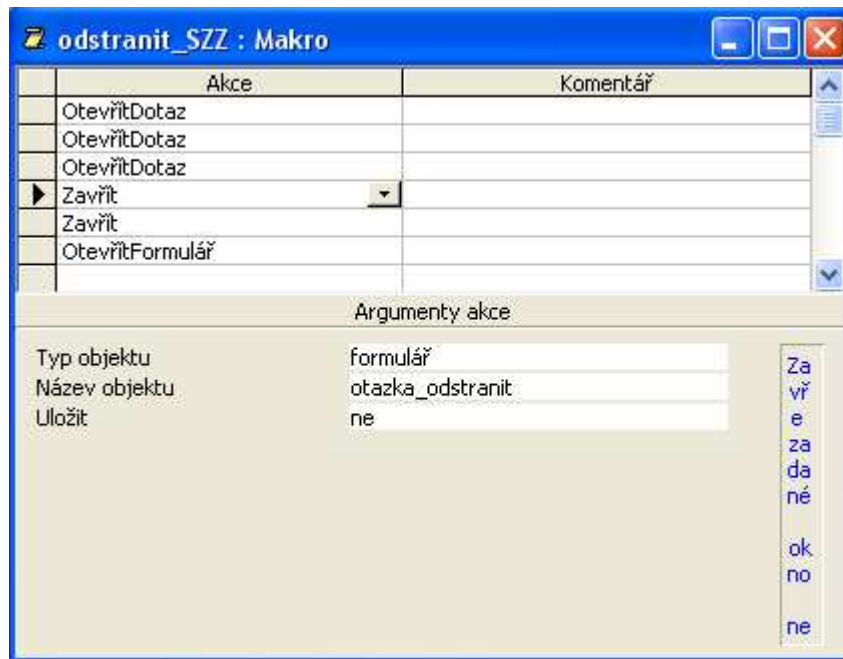 odstranit_SZZ : Makro
Akce Komentář
OtevřítDotaz
OtevřítDotaz
OtevřítDotaz
Zavřít
Zavřít
OtevřítFormulář
Argumenty akce
Typ objektu formulář
Název objektu otazka_odstranit
Uložit ne
Za
vř
e
za
da
né
ok
no
ne